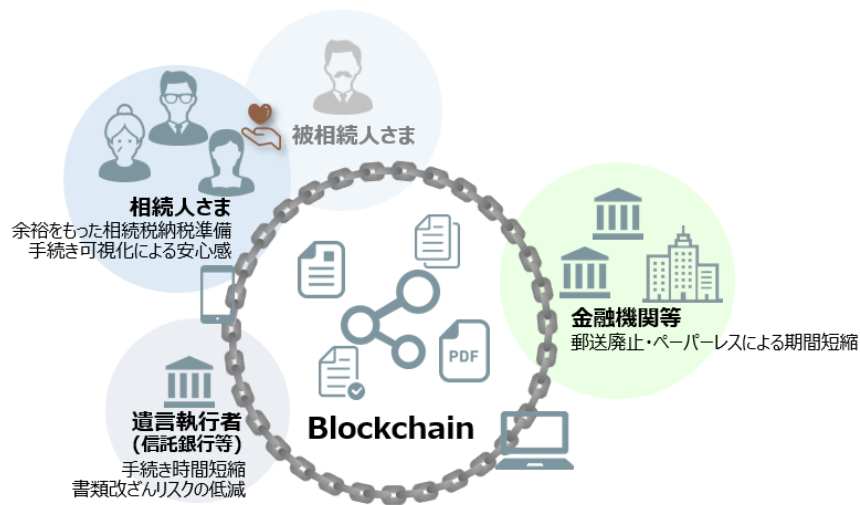 被相続人さま
相続人さま
余裕をもった相続税納税準備
手続き可視化による安心感
金融機関等
郵送廃止・ペーパーレスによる期間短縮
PDF
遺言執行者
(信託銀行等)
手続き時間短縮
書類改ざんリスクの低減
Blockchain